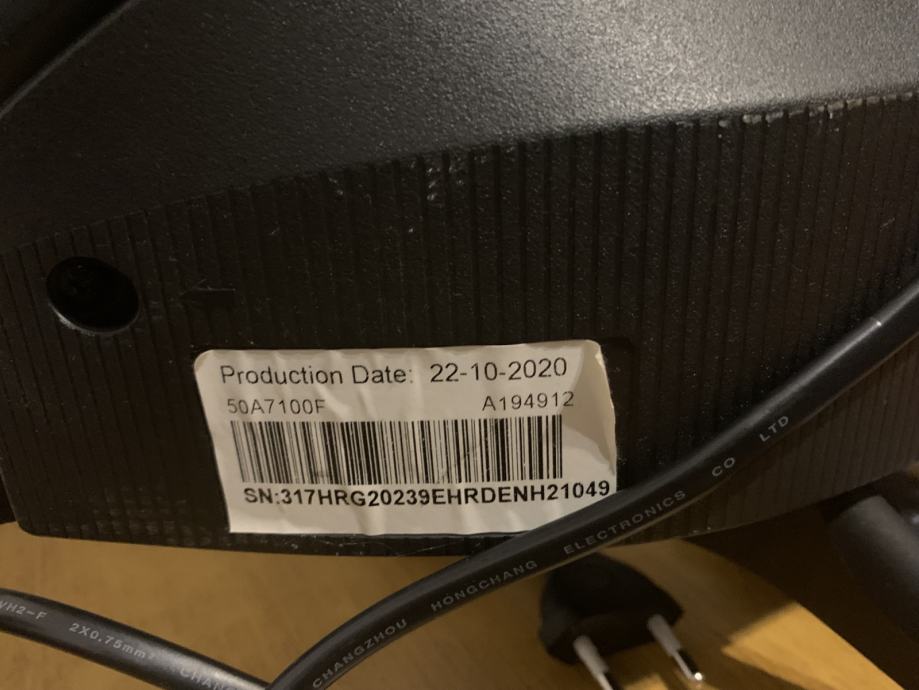 Production Date: 22-10-2020
50A7100F A194912
SN:317HRG20239EHRDENH21049
CHANGZHOU HONGCHANG ELECTRONICS CO LTD
2X0.75mm²